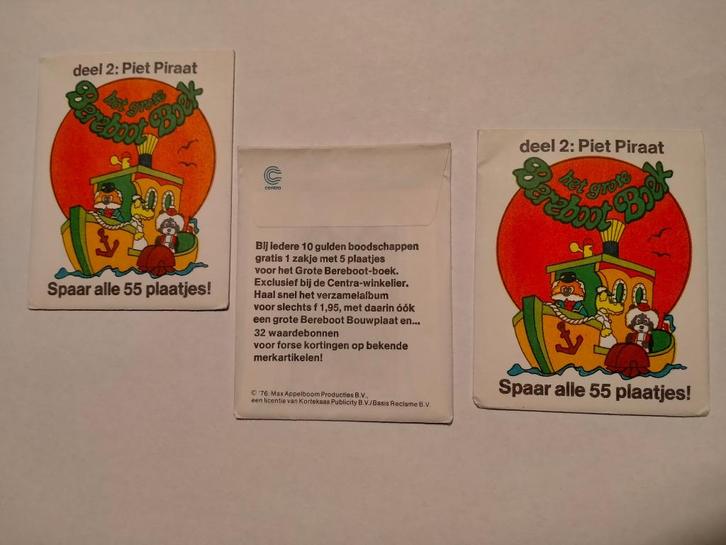 deel 2: Piet Piraat
het grote
Bereboot Boek
Spaar alle 55 plaatjes!
centra
Bij iedere 10 gulden boodschappen
gratis 1 zakje met 5 plaatjes
voor het Grote Bereboot-boek.
Exclusief bij de Centra-winkelier.
Haal snel het verzamelalbum
voor slechts f 1,95, met daarin óók
een grote Bereboot Bouwplaat en...
32 waardebonnen
voor forse kortingen op bekende
merkartikelen!
© '76 Max Appelboom Producties B.V.,
een licentie van Kortekaas Publicity B.V./Basis Reclame B.V.
deel 2: Piet Piraat
het grote
Bereboot Boek
Spaar alle 55 plaatjes!